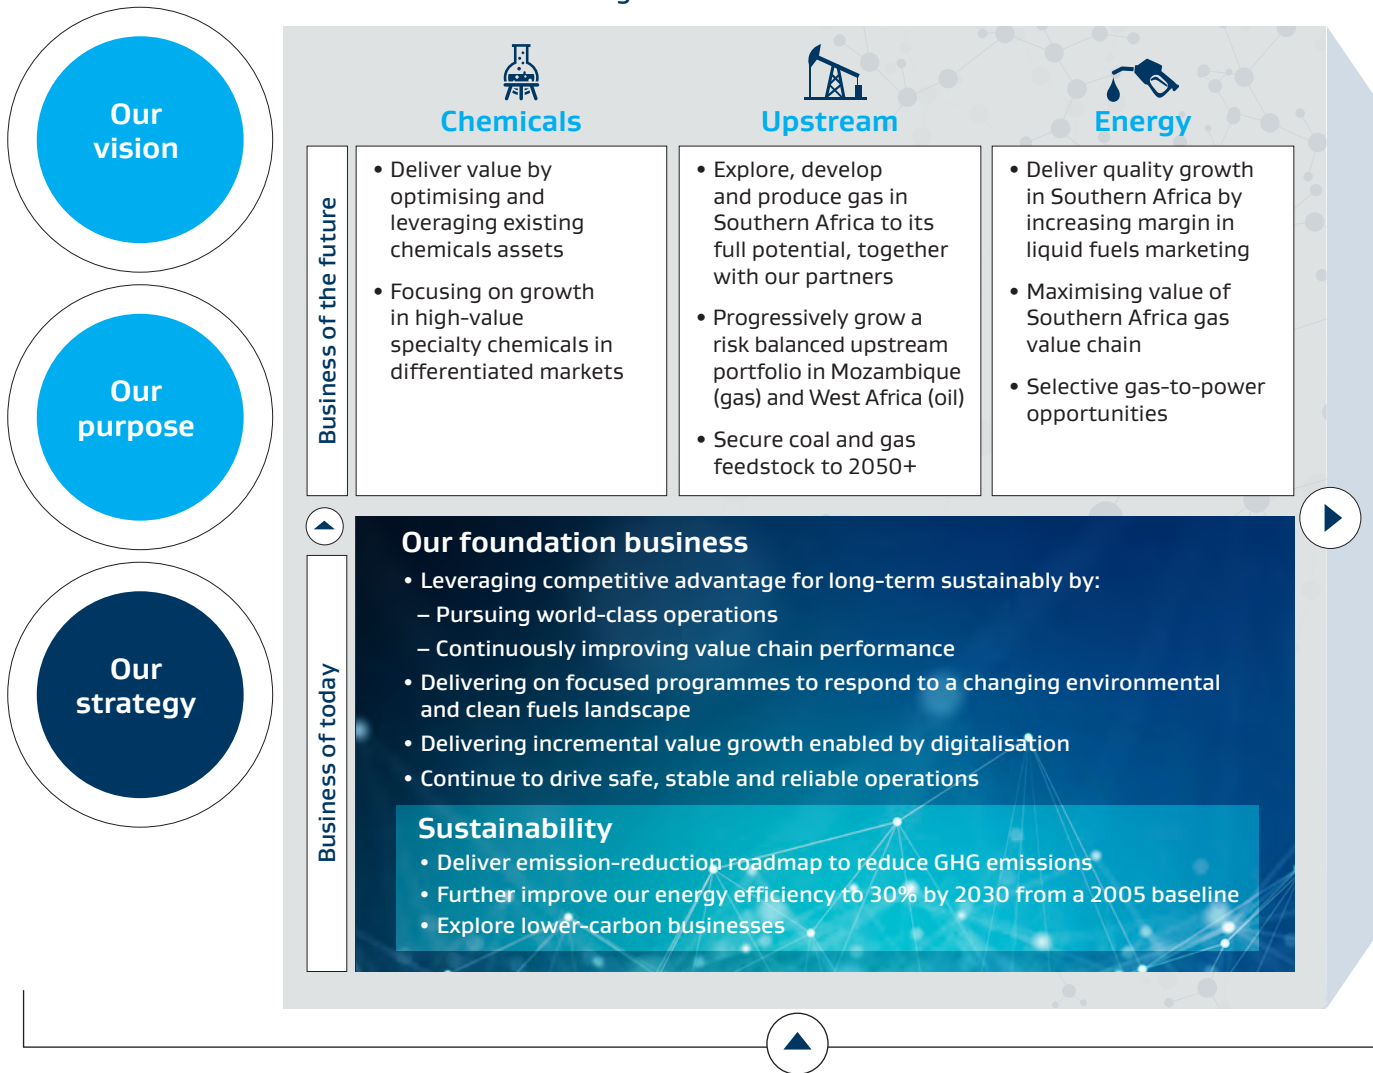 Our
vision
Our
purpose
Our
strategy
Chemicals
Upstream
Energy
Business of the future
• Deliver value by
optimising and
leveraging existing
chemicals assets
• Focusing on growth
in high-value
specialty chemicals in
differentiated markets
• Explore, develop
and produce gas in
Southern Africa to its
full potential, together
with our partners
• Progressively grow a
risk balanced upstream
portfolio in Mozambique
(gas) and West Africa (oil)
• Secure coal and gas
feedstock to 2050+
• Deliver quality growth
in Southern Africa by
increasing margin in
liquid fuels marketing
• Maximising value of
Southern Africa gas
value chain
• Selective gas-to-power
opportunities
Business of today
Our foundation business
• Leveraging competitive advantage for long-term sustainably by:
– Pursuing world-class operations
– Continuously improving value chain performance
• Delivering on focused programmes to respond to a changing environmental
and clean fuels landscape
• Delivering incremental value growth enabled by digitalisation
• Continue to drive safe, stable and reliable operations
Sustainability
• Deliver emission-reduction roadmap to reduce GHG emissions
• Further improve our energy efficiency to 30% by 2030 from a 2005 baseline
• Explore lower-carbon businesses